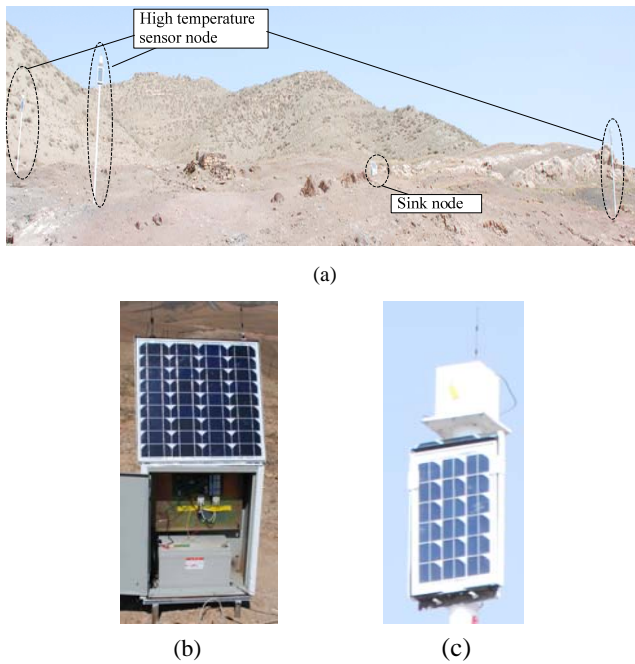 High temperature
sensor node
Sink node
(a)
(b)
(c)